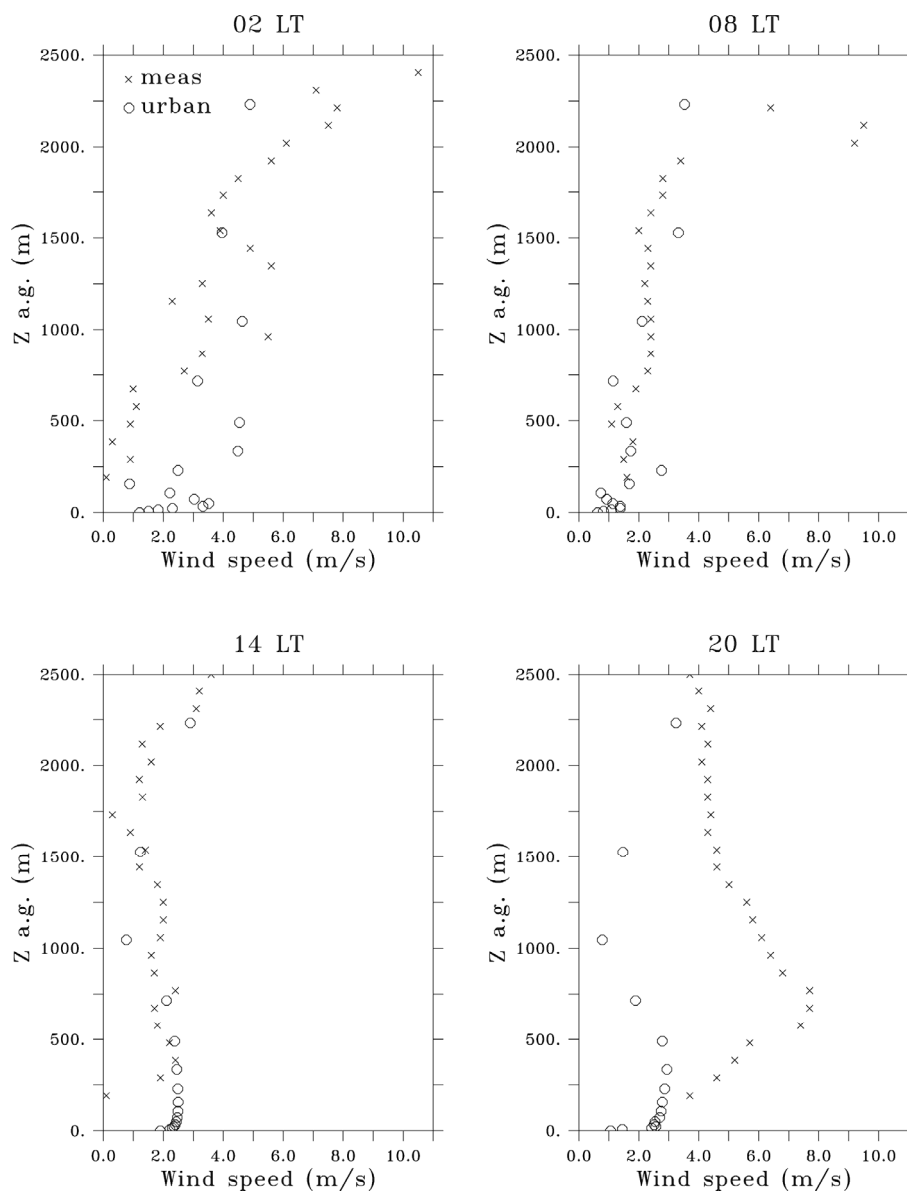 02 LT
08 LT
2500.
2000.
1500.
1000.
500.
0.
Z a.g. (m)
× meas
○ urban
0.0 2.0 4.0 6.0 8.0 10.0
Wind speed (m/s)
2500.
2000.
1500.
1000.
500.
0.
Z a.g. (m)
0.0 2.0 4.0 6.0 8.0 10.0
Wind speed (m/s)
14 LT
20 LT
2500.
2000.
1500.
1000.
500.
0.
Z a.g. (m)
0.0 2.0 4.0 6.0 8.0 10.0
Wind speed (m/s)
2500.
2000.
1500.
1000.
500.
0.
Z a.g. (m)
0.0 2.0 4.0 6.0 8.0 10.0
Wind speed (m/s)